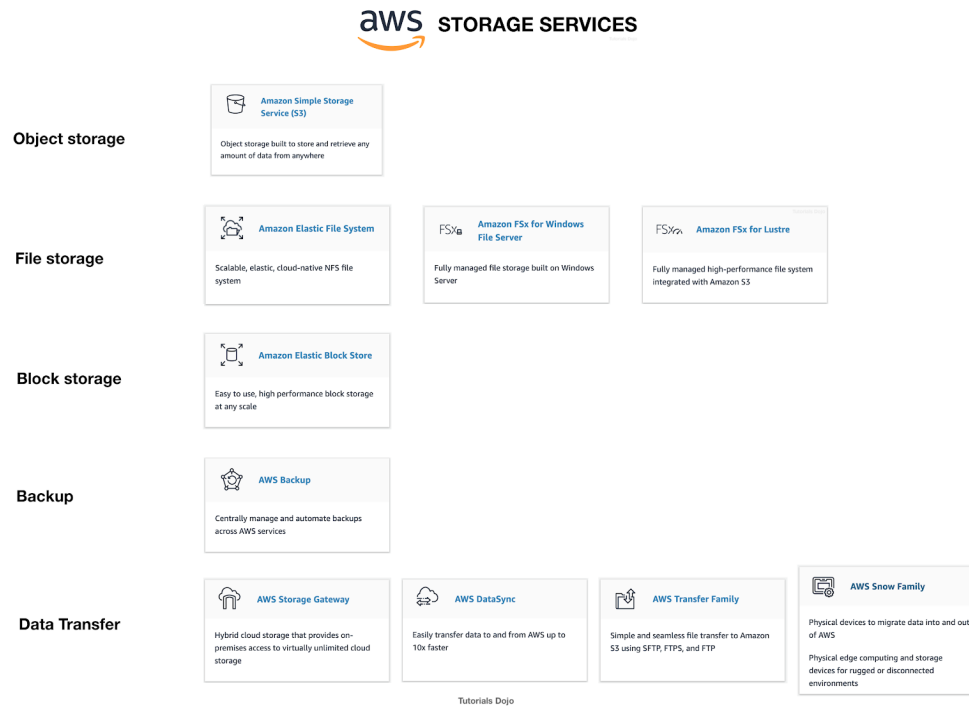 aws STORAGE SERVICES
Object storage
Amazon Simple Storage
Service (S3)
Object storage built to store and retrieve any
amount of data from anywhere
File storage
Amazon Elastic File System
Scalable, elastic, cloud-native NFS file
system
FSx
Amazon FSx for Windows
File Server
Fully managed file storage built on Windows
Server
FSx
Amazon FSx for Lustre
Fully managed high-performance file system
integrated with Amazon S3
Block storage
Amazon Elastic Block Store
Easy to use, high performance block storage
at any scale
Backup
AWS Backup
Centrally manage and automate backups
across AWS services
Data Transfer
AWS Storage Gateway
Hybrid cloud storage that provides on-
premises access to virtually unlimited cloud
storage
AWS DataSync
Easily transfer data to and from AWS up to
10x faster
AWS Transfer Family
Simple and seamless file transfer to Amazon
S3 using SFTP, FTPS, and FTP
AWS Snow Family
Physical devices to migrate data into and out
of AWS
Physical edge computing and storage
devices for rugged or disconnected
environments
Tutorials Dojo